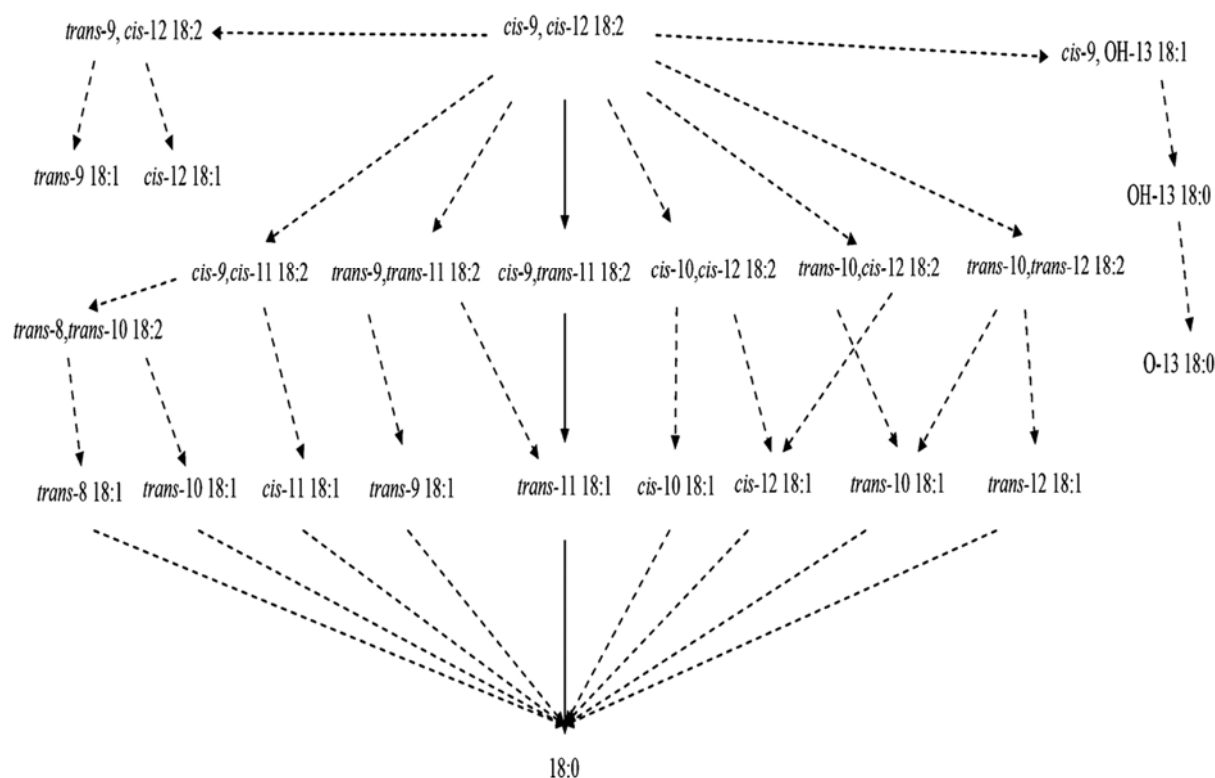 trans-9, cis-12 18:2
cis-9, cis-12 18:2
cis-9, OH-13 18:1
trans-9 18:1
cis-12 18:1
OH-13 18:0
cis-9,cis-11 18:2
trans-9,trans-11 18:2
cis-9,trans-11 18:2
cis-10,cis-12 18:2
trans-10,cis-12 18:2
trans-10,trans-12 18:2
trans-8,trans-10 18:2
O-13 18:0
trans-8 18:1
trans-10 18:1
cis-11 18:1
trans-9 18:1
trans-11 18:1
cis-10 18:1
cis-12 18:1
trans-10 18:1
trans-12 18:1
18:0